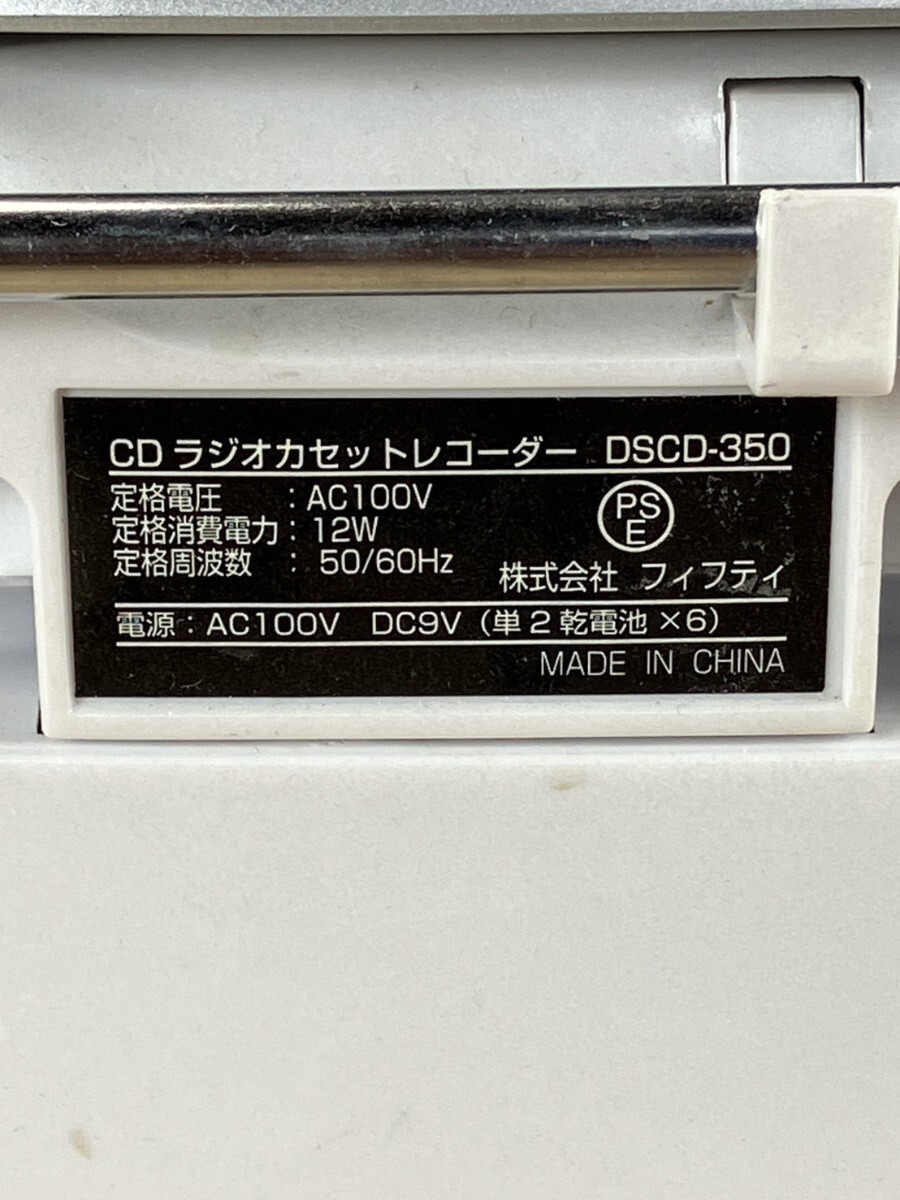 CD ラジオカセットレコーダー DSCD-350
定格電圧 : AC100V
定格消費電力 : 12W
定格周波数 : 50/60Hz
PS
E
株式会社 フィフティ
電源 : AC100V DC9V (単2乾電池×6)
MADE IN CHINA